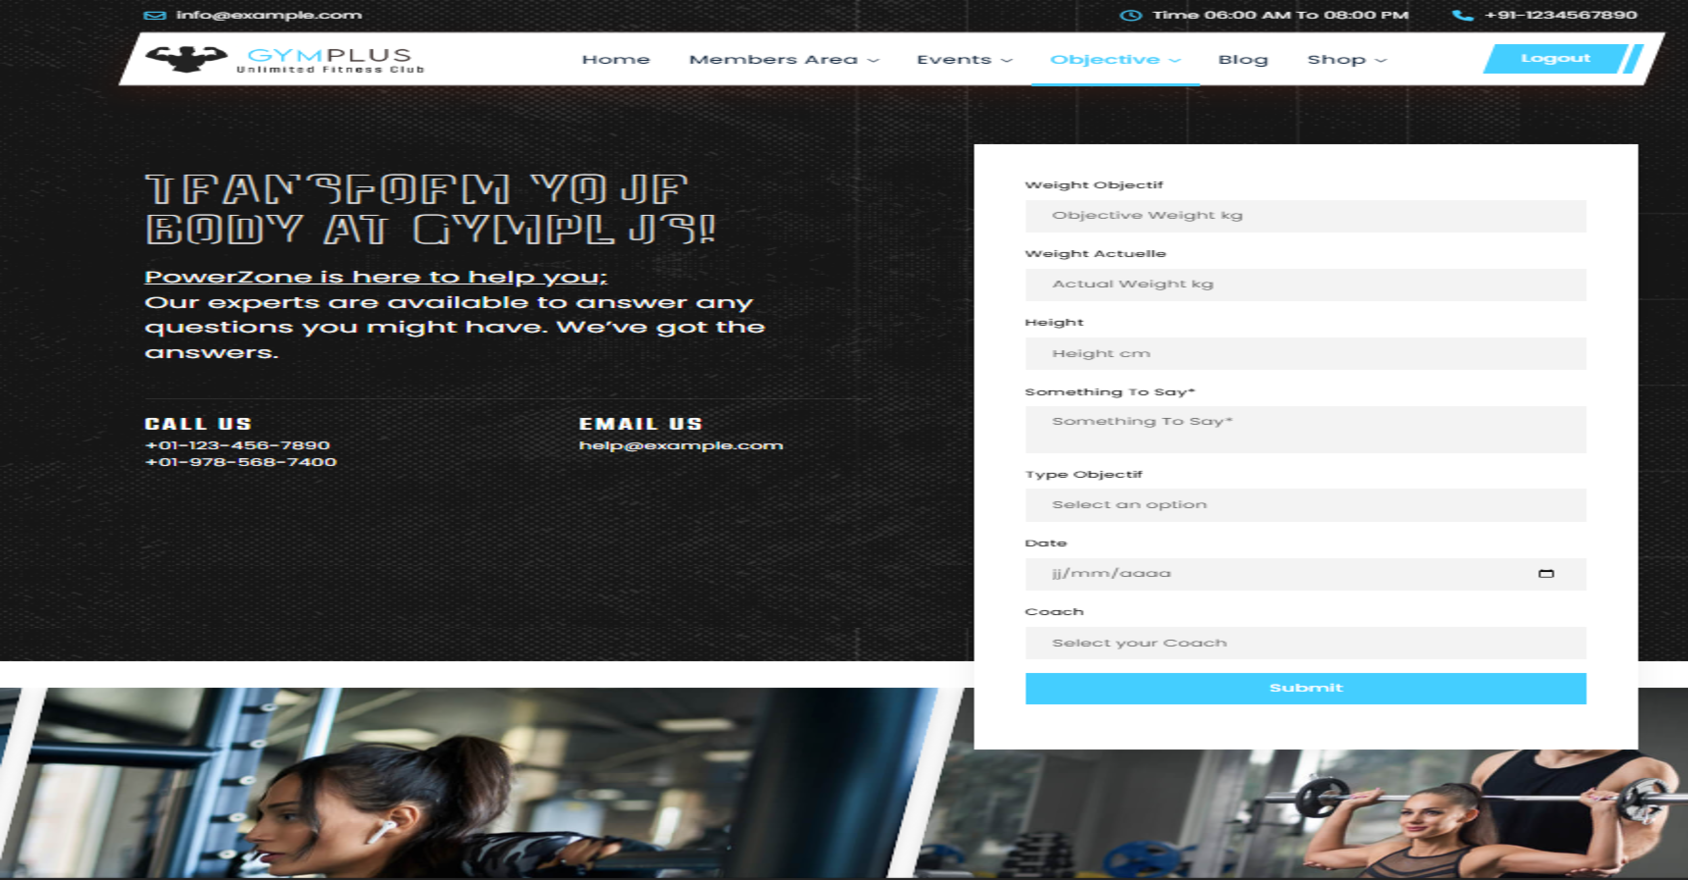 info@example.com
Time 06:00 AM To 08:00 PM
+91-1234567890
GYMPLUS
Unlimited Fitness Club
Home Members Area Events Objective Blog Shop
Logout
TRANSFORM YOUR
BODY AT GYMPLUS!
PowerZone is here to help you;
Our experts are available to answer any
questions you might have. We've got the
answers.
CALL US
+01-123-456-7890
+01-978-568-7400
EMAIL US
help@example.com
Weight Objectif
Objective Weight kg
Weight Actuelle
Actual Weight kg
Height
Height cm
Something To Say*
Something To Say*
Type Objectif
Select an option
Date
jj/mm/aaaa
Coach
Select your Coach
Submit